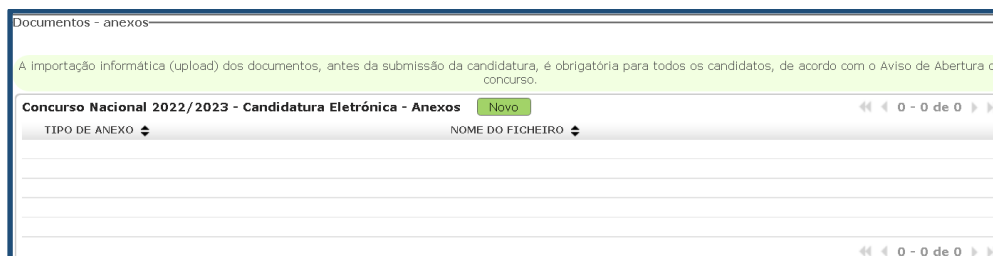 Documentos - anexos
A importação informática (upload) dos documentos, antes da submissão da candidatura, é obrigatória para todos os candidatos, de acordo com o Aviso de Abertura
concurso.
Concurso Nacional 2022/2023 - Candidatura Eletrónica - Anexos Novo 0 - 0 de 0
TIPO DE ANEXO NOME DO FICHEIRO
0 - 0 de 0